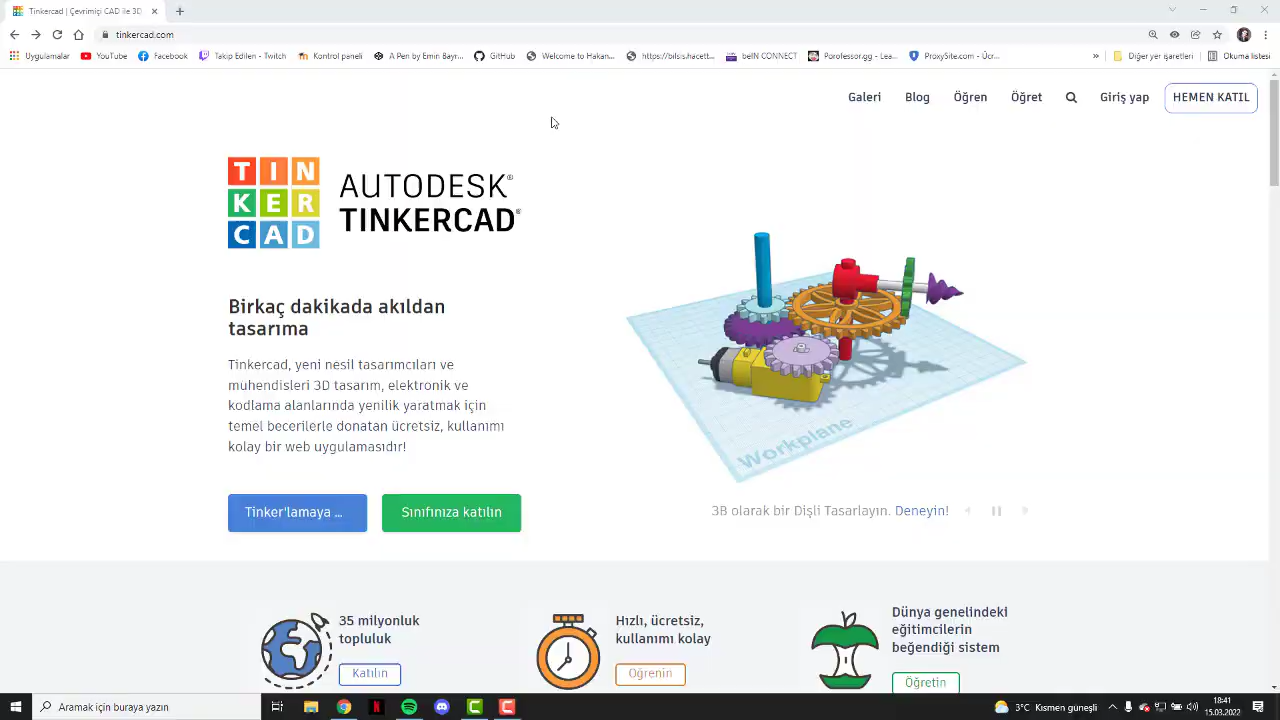 Tinkercad | Çevrimiçi CAD ile 3D
tinkercad.com
Uygulamalar
YouTube
Facebook
Takip Edilen - Twitch
Kontrol paneli
A Pen by Emin Bayr...
GitHub
Welcome to Hakan...
https://bilsis.hacett...
beIN CONNECT
Porofessor.gg - Lea...
ProxySite.com - Ücr...
»
Diğer yer işaretleri
Okuma listesi
Galeri
Blog
Öğren
Öğret
Giriş yap
HEMEN KATIL
TIN
KER
CAD
AUTODESK®
TINKERCAD®
Birkaç dakikada akıldan
tasarıma
Tinkercad, yeni nesil tasarımcıları ve
mühendisleri 3D tasarım, elektronik ve
kodlama alanlarında yenilik yaratmak için
temel becerilerle donatan ücretsiz, kullanımı
kolay bir web uygulamasıdır!
Tinker'lamaya ...
Sınıfınıza katılın
Workplane
3B olarak bir Dişli Tasarlayın. Deneyin!
35 milyonluk
topluluk
Katılın
Hızlı, ücretsiz,
kullanımı kolay
Öğrenin
Dünya genelindeki
eğitimcilerin
beğendiği sistem
Öğretin
Aramak için buraya yazın
3°C Kısmen güneşli
18:41
15.03.2022